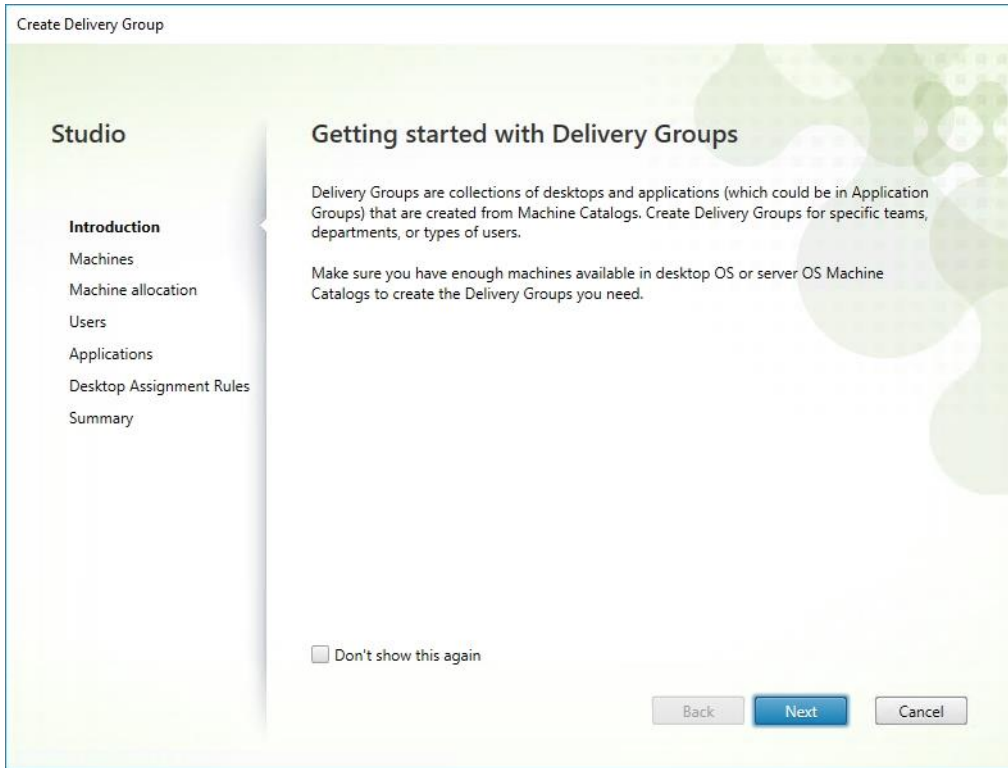 Create Delivery Group
Studio
Introduction
Machines
Machine allocation
Users
Applications
Desktop Assignment Rules
Summary
Getting started with Delivery Groups
Delivery Groups are collections of desktops and applications (which could be in Application
Groups) that are created from Machine Catalogs. Create Delivery Groups for specific teams,
departments, or types of users.
Make sure you have enough machines available in desktop OS or server OS Machine
Catalogs to create the Delivery Groups you need.
Don't show this again
Back
Next
Cancel